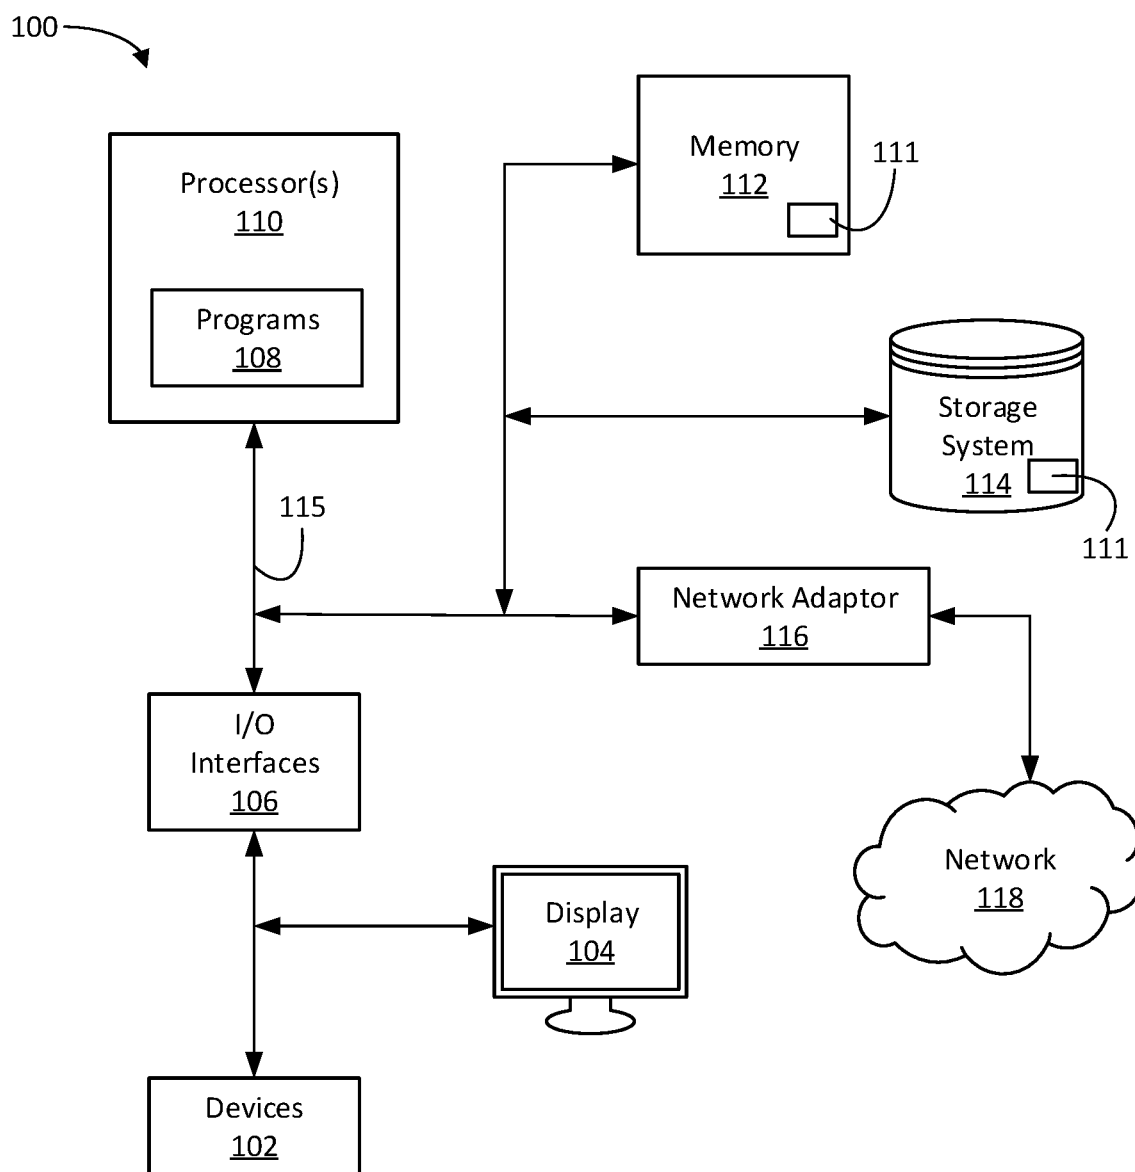 100
Processor(s)
110
Programs
108
Memory
112
111
Storage
System
114
111
115
Network Adaptor
116
I/O
Interfaces
106
Display
104
Network
118
Devices
102